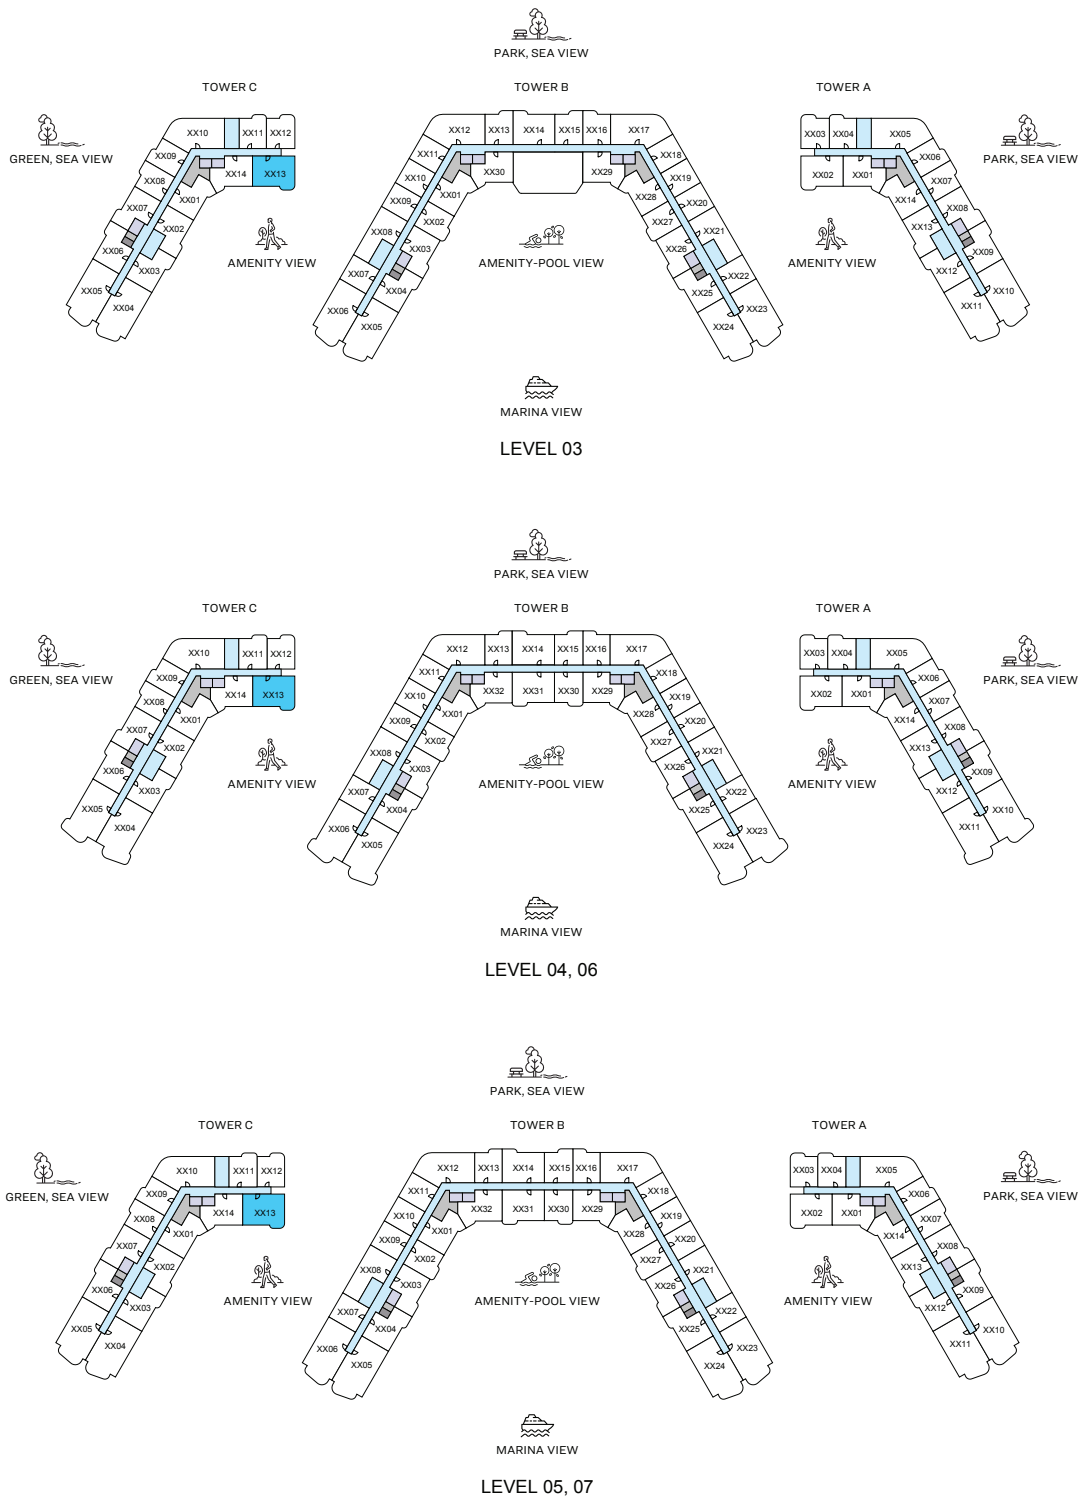 PARK, SEA VIEW
TOWER C
TOWER B
TOWER A
XX10 XX11 XX12
XX12 XX13 XX14 XX15 XX16 XX17
XX03 XX04 XX05
GREEN, SEA VIEW
XX09
XX14 XX13
XX08
XX01
XX07
XX02
XX06
XX03
XX05
XX04
XX11
XX30
XX29
XX18
XX10
XX01
XX28
XX19
XX09
XX02
XX27
XX20
XX08
XX03
XX26
XX21
XX07
XX04
XX25
XX22
XX06
XX05
XX24
XX23
XX02 XX01
XX06
XX14
XX07
XX13
XX08
XX12
XX09
XX11
XX10
PARK, SEA VIEW
AMENITY VIEW
AMENITY-POOL VIEW
AMENITY VIEW
MARINA VIEW
LEVEL 03
PARK, SEA VIEW
TOWER C
TOWER B
TOWER A
XX10 XX11 XX12
XX12 XX13 XX14 XX15 XX16 XX17
XX03 XX04 XX05
GREEN, SEA VIEW
XX09
XX14 XX13
XX08
XX01
XX07
XX02
XX06
XX03
XX05
XX04
XX11
XX32 XX31 XX30 XX29
XX18
XX10
XX01
XX28
XX19
XX09
XX02
XX27
XX20
XX08
XX03
XX26
XX21
XX07
XX04
XX25
XX22
XX06
XX05
XX24
XX23
XX02 XX01
XX06
XX14
XX07
XX13
XX08
XX12
XX09
XX11
XX10
PARK, SEA VIEW
AMENITY VIEW
AMENITY-POOL VIEW
AMENITY VIEW
MARINA VIEW
LEVEL 04, 06
PARK, SEA VIEW
TOWER C
TOWER B
TOWER A
XX10 XX11 XX12
XX12 XX13 XX14 XX15 XX16 XX17
XX03 XX04 XX05
GREEN, SEA VIEW
XX09
XX14 XX13
XX08
XX01
XX07
XX02
XX06
XX03
XX05
XX04
XX11
XX32 XX31 XX30 XX29
XX18
XX10
XX01
XX28
XX19
XX09
XX02
XX27
XX20
XX08
XX03
XX26
XX21
XX07
XX04
XX25
XX22
XX06
XX05
XX24
XX23
XX02 XX01
XX06
XX14
XX07
XX13
XX08
XX12
XX09
XX11
XX10
PARK, SEA VIEW
AMENITY VIEW
AMENITY-POOL VIEW
AMENITY VIEW
MARINA VIEW
LEVEL 05, 07